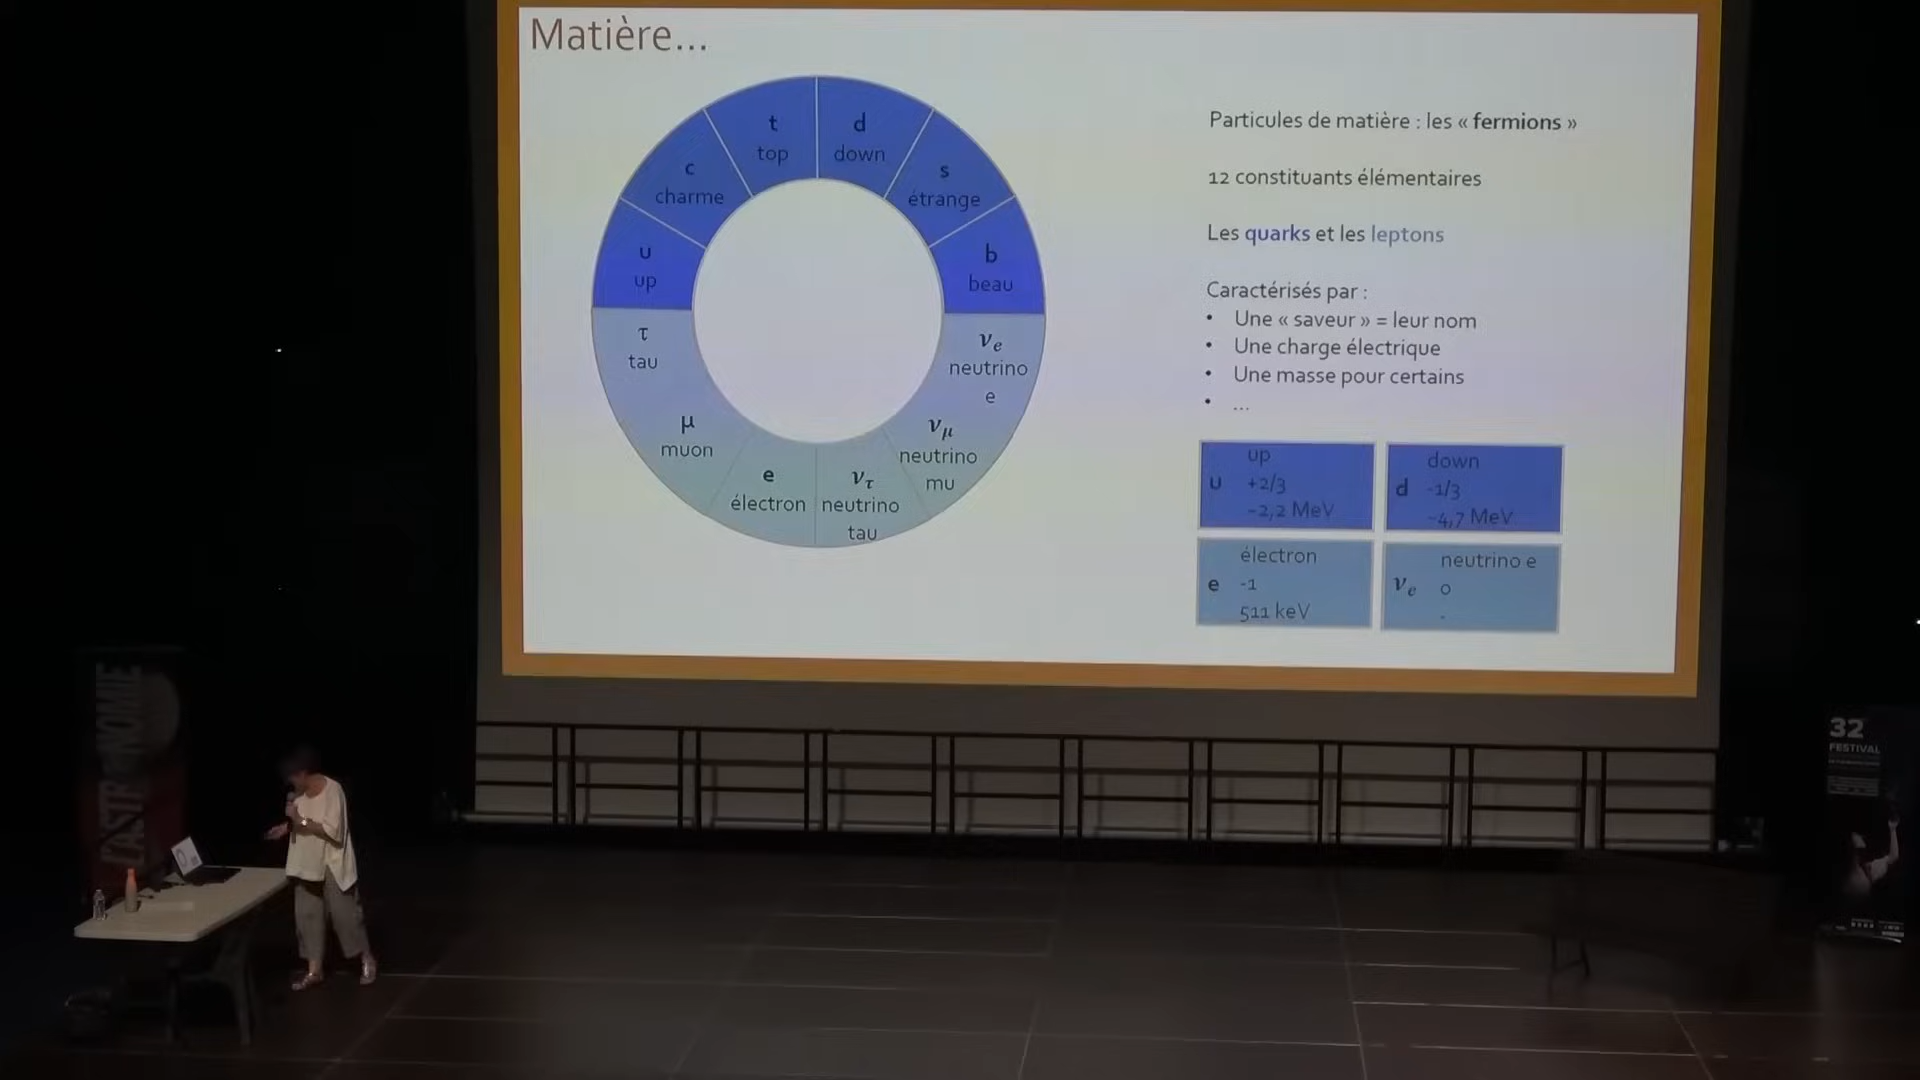 Matière...
t
top
d
down
c
charme
s
étrange
u
up
b
beau
τ
tau
νe
neutrino
e
μ
muon
νμ
neutrino
mu
e
électron
ντ
neutrino
tau
Particules de matière : les « fermions »
12 constituants élémentaires
Les quarks et les leptons
Caractérisés par :
• Une « saveur » = leur nom
• Une charge électrique
• Une masse pour certains
• ...
up
u +2/3
~2,2 MeV
down
d -1/3
~4,7 MeV
électron
e -1
511 keV
neutrino e
νe 0
-
L'ASTRONOMIE
32
FESTIVAL